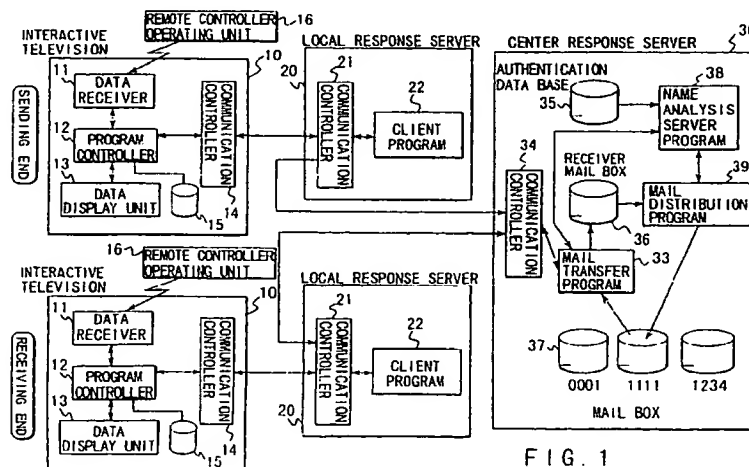 REMOTE CONTROLLER
OPERATING UNIT
16
INTERACTIVE
TELEVISION
10
SENDING END
11
DATA
RECEIVER
12
PROGRAM
CONTROLLER
13
DATA
DISPLAY UNIT
COMMUNICATION
CONTROLLER
14
15
LOCAL RESPONSE SERVER
20
21
COMMUNICATION
CONTROLLER
22
CLIENT
PROGRAM
CENTER RESPONSE SERVER
AUTHENTICATION
DATA BASE
35
38
NAME
ANALYSIS
SERVER
PROGRAM
34
COMMUNICATION
CONTROLLER
RECEIVER
MAIL BOX
36
39
MAIL
DISTRIBUTION
PROGRAM
33
MAIL
TRANSFER
PROGRAM
37
0001
1111
1234
MAIL BOX
16
REMOTE CONTROLLER
OPERATING UNIT
INTERACTIVE
TELEVISION
10
RECEIVING END
11
DATA
RECEIVER
12
PROGRAM
CONTROLLER
13
DATA
DISPLAY UNIT
COMMUNICATION
CONTROLLER
14
15
LOCAL RESPONSE SERVER
20
21
COMMUNICATION
CONTROLLER
22
CLIENT
PROGRAM
FIG. 1